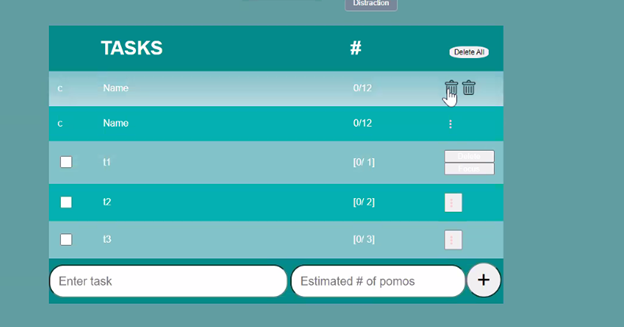 Distraction
TASKS # Delete All
c Name 0/12
c Name 0/12
t1 [0/ 1]
t2 [0/ 2]
t3 [0/ 3]
Enter task Estimated # of pomos +